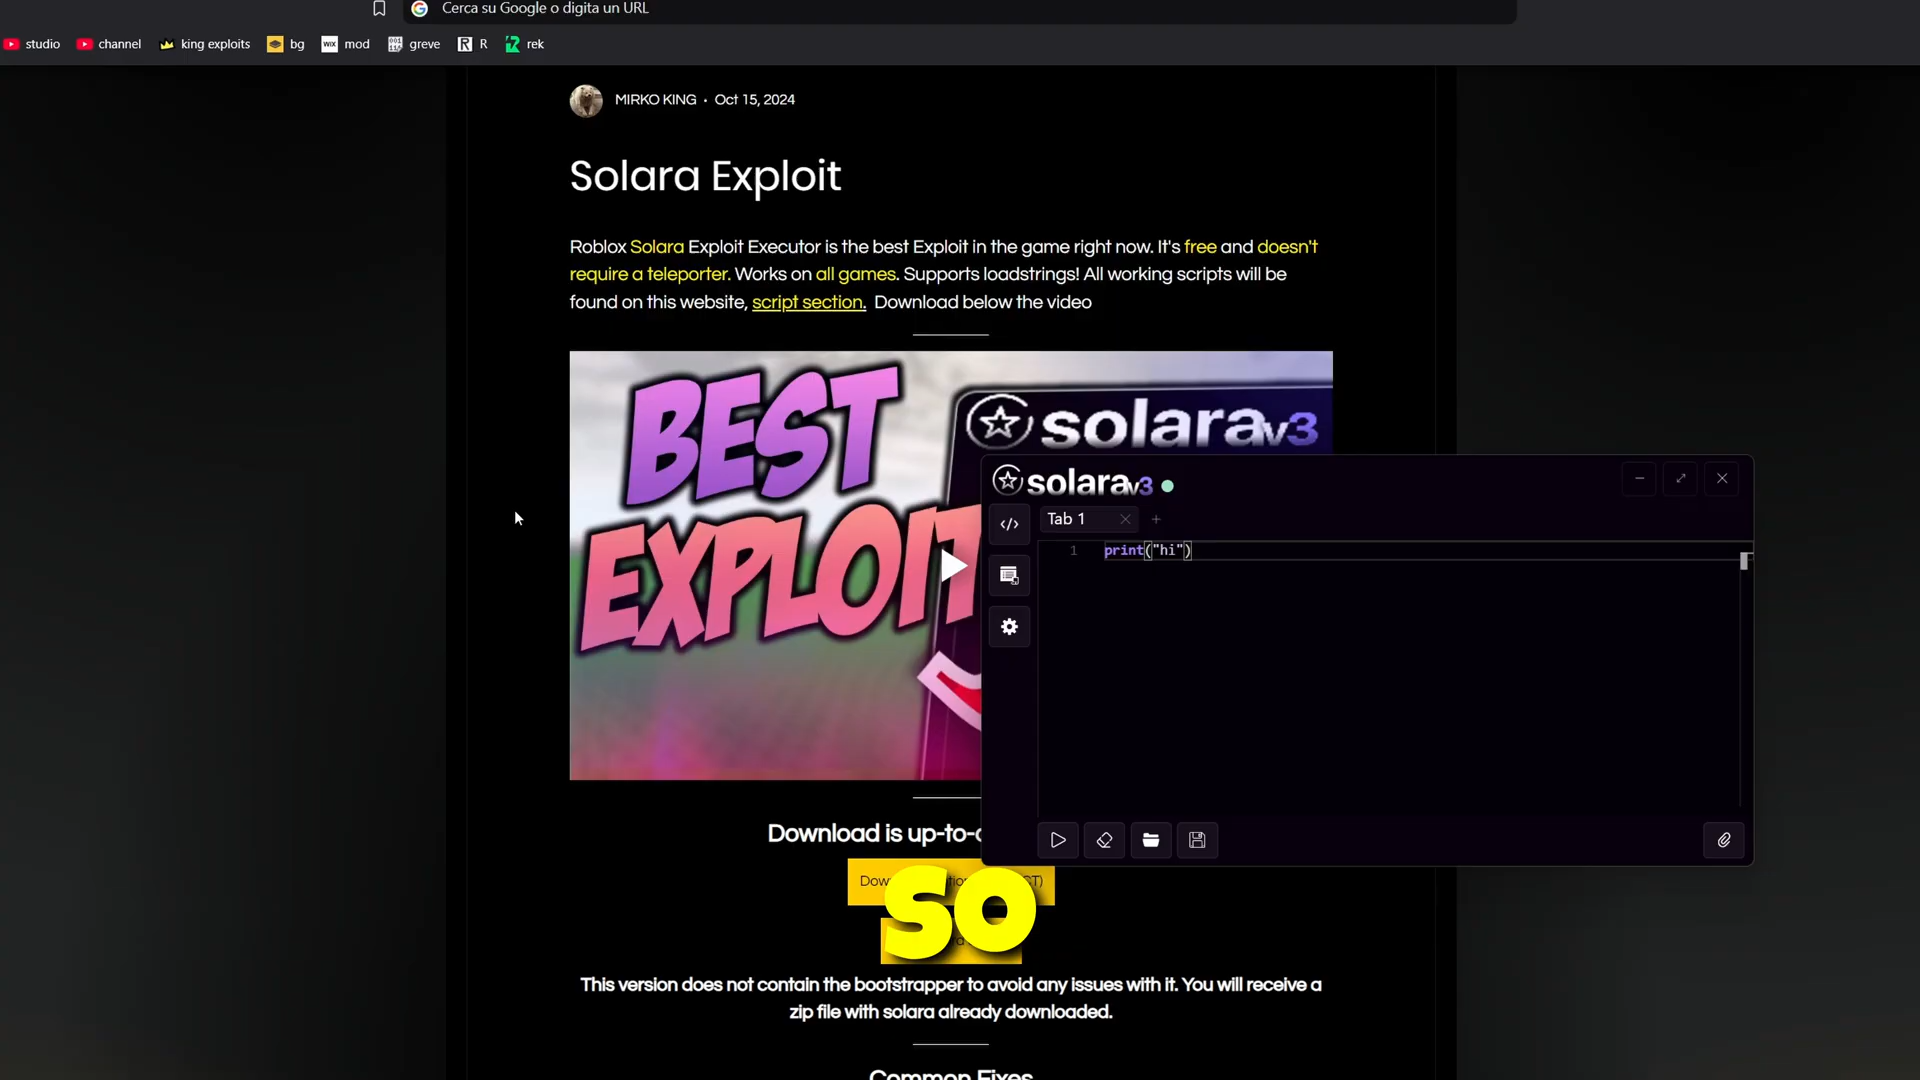 Cerca su Google o digita un URL
studio channel king exploits bg mod greve R rek
MIRKO KING • Oct 15, 2024
Solara Exploit
Roblox Solara Exploit Executor is the best Exploit in the game right now. It's free and doesn't
require a teleporter. Works on all games. Supports loadstrings! All working scripts will be
found on this website, script section. Download below the video
BEST
EXPLOIT
solarav3
solarav3
Tab 1
1 print("hi")
Download is up-to-
SO
This version does not contain the bootstrapper to avoid any issues with it. You will receive a
zip file with solara already downloaded.
Common Fixes